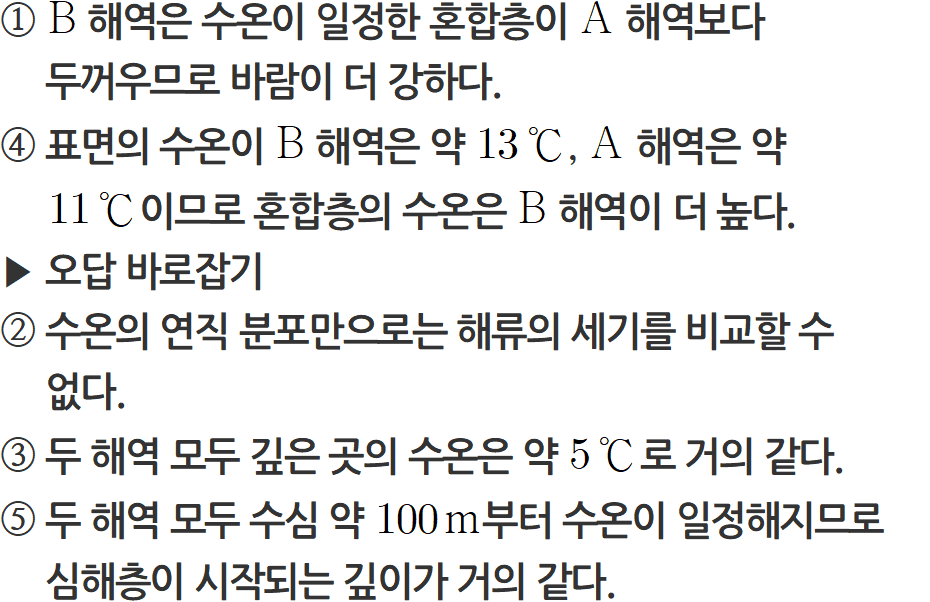 ① B 해역은 수온이 일정한 혼합층이 A 해역보다
두꺼우므로 바람이 더 강하다.
④ 표면의 수온이 B 해역은 약 13℃, A 해역은 약
11℃이므로 혼합층의 수온은 B 해역이 더 높다.
▶ 오답 바로잡기
② 수온의 연직 분포만으로는 해류의 세기를 비교할 수
없다.
③ 두 해역 모두 깊은 곳의 수온은 약 5℃로 거의 같다.
⑤ 두 해역 모두 수심 약 100m부터 수온이 일정해지므로
심해층이 시작되는 깊이가 거의 같다.